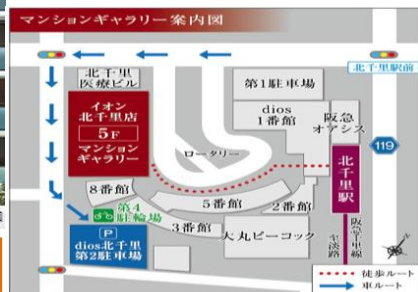 マンションギャラリー案内図
北千里駅前
北千里
医療ビル
第1駐車場
イオン
北千里店
5F
マンション
ギャラリー
dios
1番館
阪急
オアシス
119
ロータリー
北千里駅
8番館
第4
駐輪場
5番館
2番館
3番館
大丸ピーコック
P
dios北千里
第2駐車場
阪急千里線
至淡路
徒歩ルート
車ルート